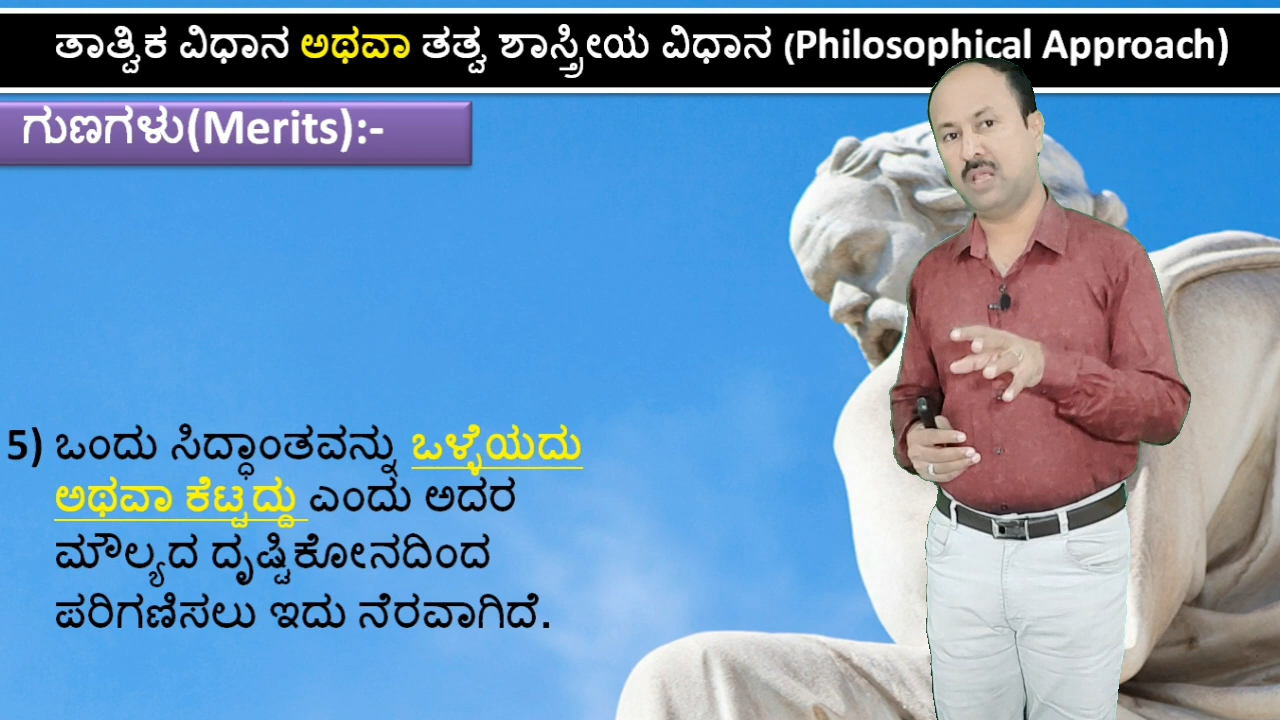 ತಾತ್ವಿಕ ವಿಧಾನ ಅಥವಾ ತತ್ವ ಶಾಸ್ತ್ರೀಯ ವಿಧಾನ (Philosophical Approach)
ಗುಣಗಳು(Merits):-
5) ಒಂದು ಸಿದ್ಧಾಂತವನ್ನು ಒಳ್ಳೆಯದು
ಅಥವಾ ಕೆಟ್ಟದ್ದು ಎಂದು ಅದರ
ಮೌಲ್ಯದ ದೃಷ್ಟಿಕೋನದಿಂದ
ಪರಿಗಣಿಸಲು ಇದು ನೆರವಾಗಿದೆ.